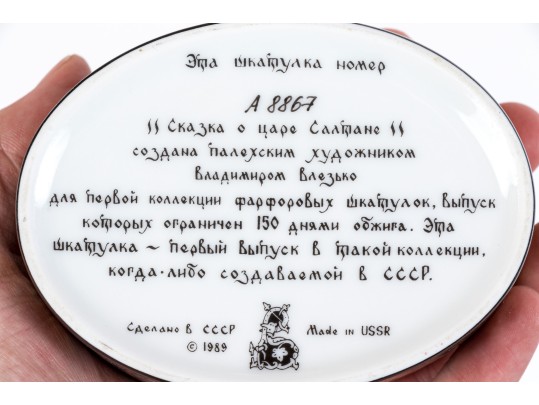 Эта шкатулка номер
А 8867
" Сказка о царе Салтане "
создана палехским художником
Владимиром Влезько
для первой коллекции фарфоровых шкатулок, выпуск
которых ограничен 150 днями обжига. Эта
шкатулка ~ первый выпуск в такой коллекции,
когда-либо создаваемой в СССР.
Сделано в СССР Made in USSR
© 1989